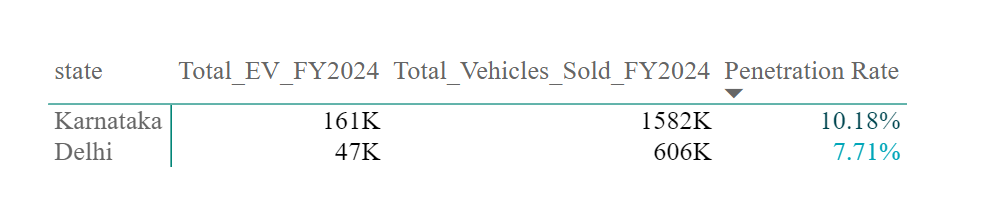 state Total_EV_FY2024 Total_Vehicles_Sold_FY2024 Penetration Rate
Karnataka 161K 1582K 10.18%
Delhi 47K 606K 7.71%